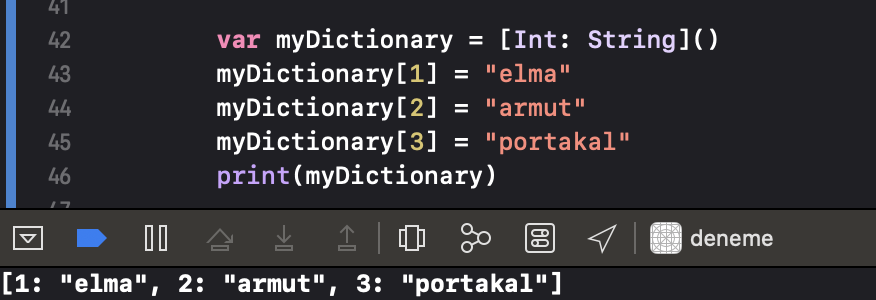 41
42 var myDictionary = [Int: String]()
43 myDictionary[1] = "elma"
44 myDictionary[2] = "armut"
45 myDictionary[3] = "portakal"
46 print(myDictionary)
47
deneme
[1: "elma", 2: "armut", 3: "portakal"]